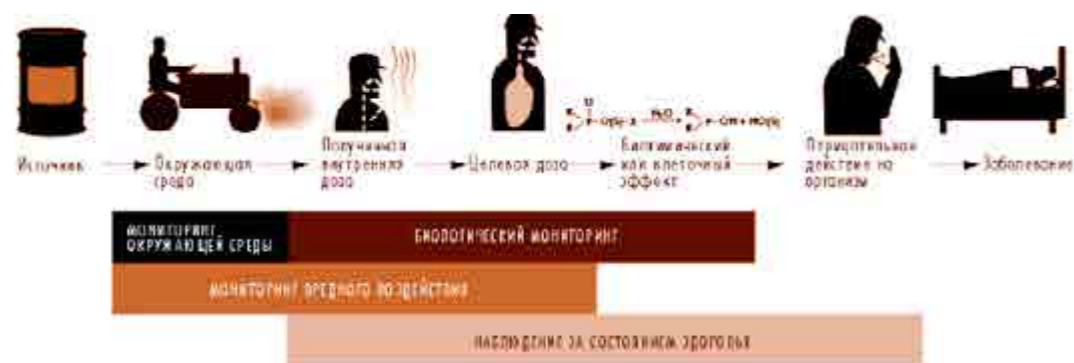 Источник
Окружающая
среда
Полученная
внутренняя
доза
Целевая доза
Биохимический
или клеточный
эффект
Отрицательное
действие на
организм
Заболевание
МОНИТОРИНГ
ОКРУЖАЮЩЕЙ СРЕДЫ
БИОЛОГИЧЕСКИЙ МОНИТОРИНГ
МОНИТОРИНГ ВРЕДНОГО ВОЗДЕЙСТВИЯ
НАБЛЮДЕНИЕ ЗА СОСТОЯНИЕМ ЗДОРОВЬЯ